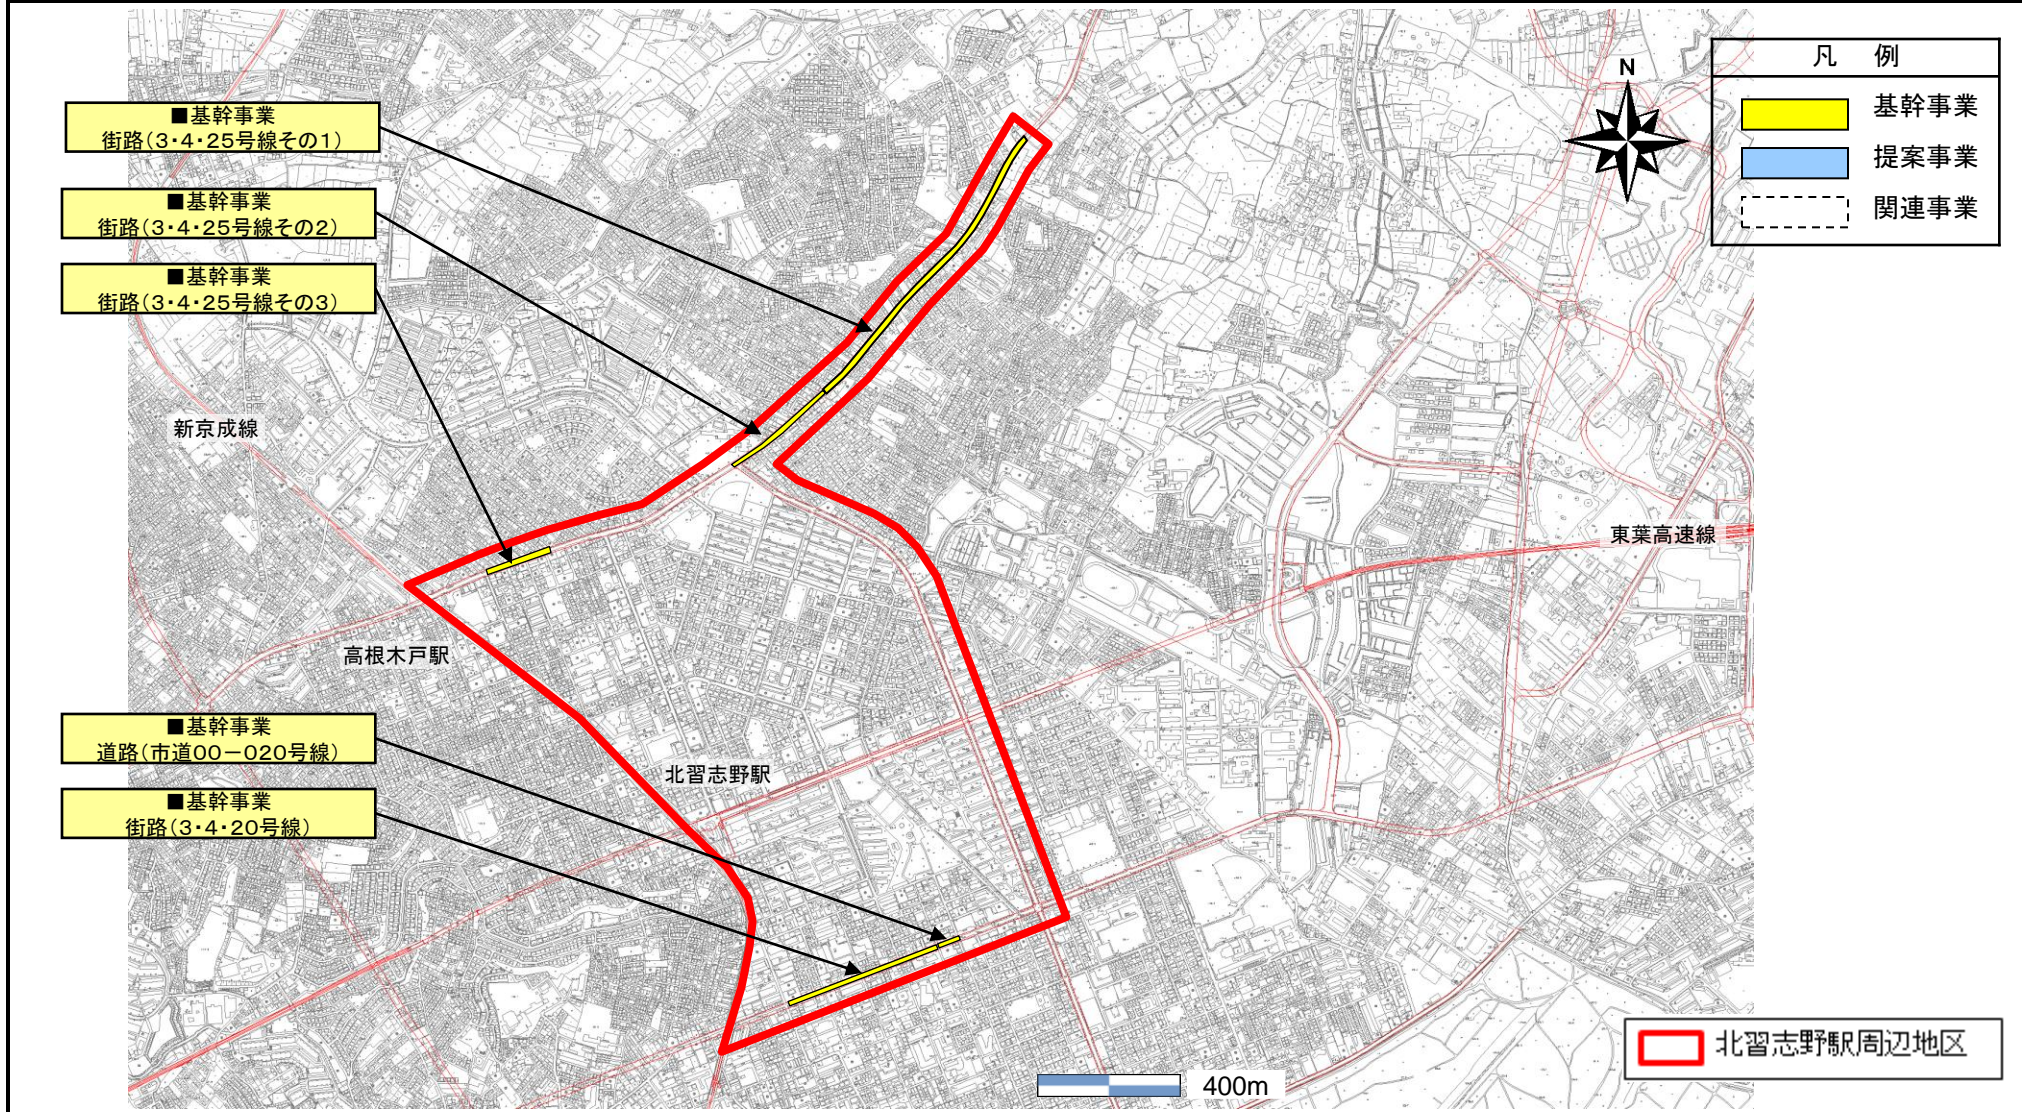 凡　例
N
基幹事業
提案事業
関連事業
■基幹事業
街路(3・4・25号線その1)
■基幹事業
街路(3・4・25号線その2)
■基幹事業
街路(3・4・25号線その3)
新京成線
東葉高速線
高根木戸駅
■基幹事業
道路(市道00－020号線)
北習志野駅
■基幹事業
街路(3・4・20号線)
北習志野駅周辺地区
400m